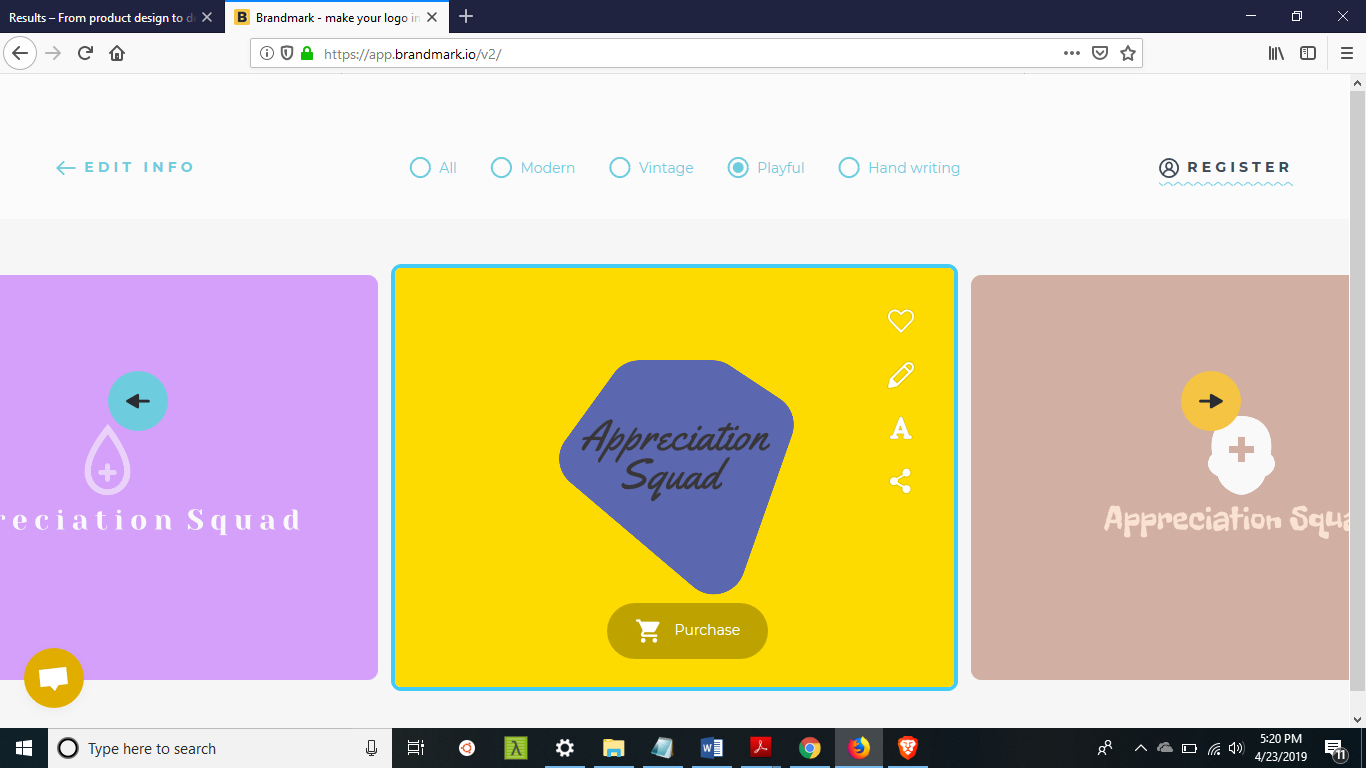 Results – From product design to d
Brandmark - make your logo in
https://app.brandmark.io/v2/
EDIT INFO
All
Modern
Vintage
Playful
Hand writing
REGISTER
reciation Squad
Appreciation
Squad
Appreciation Squa
Purchase
Type here to search
5:20 PM
4/23/2019
11